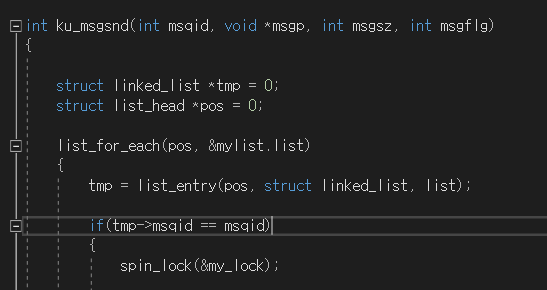 int ku_msgsnd(int msqid, void *msgp, int msgsz, int msgflg)
{
struct linked_list *tmp = 0;
struct list_head *pos = 0;
list_for_each(pos, &mylist.list)
{
tmp = list_entry(pos, struct linked_list, list);
if(tmp->msqid == msqid)
{
spin_lock(&my_lock);